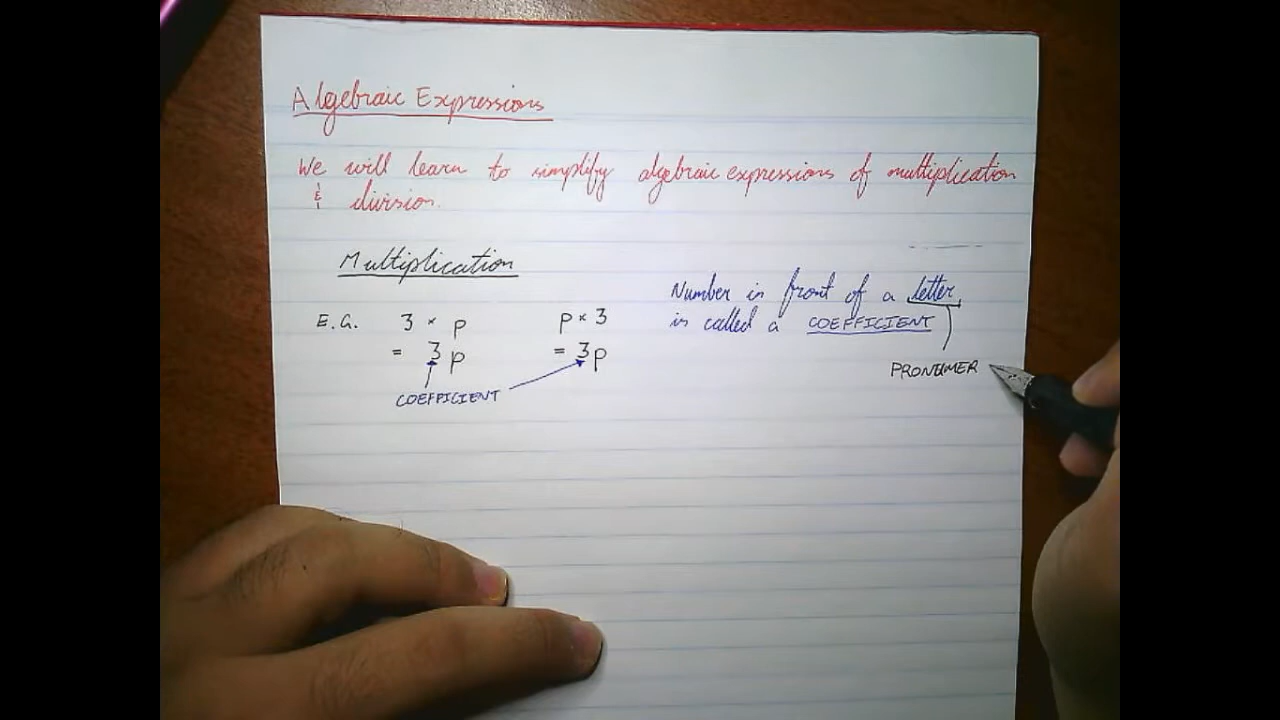 Algebraic Expressions
We will learn to simplify algebraic expressions of multiplication
& division.
Multiplication
E.G. 3 × p
= 3p
p × 3
= 3p
COEFFICIENT
Number in front of a letter
is called a COEFFICIENT
PRONUMER